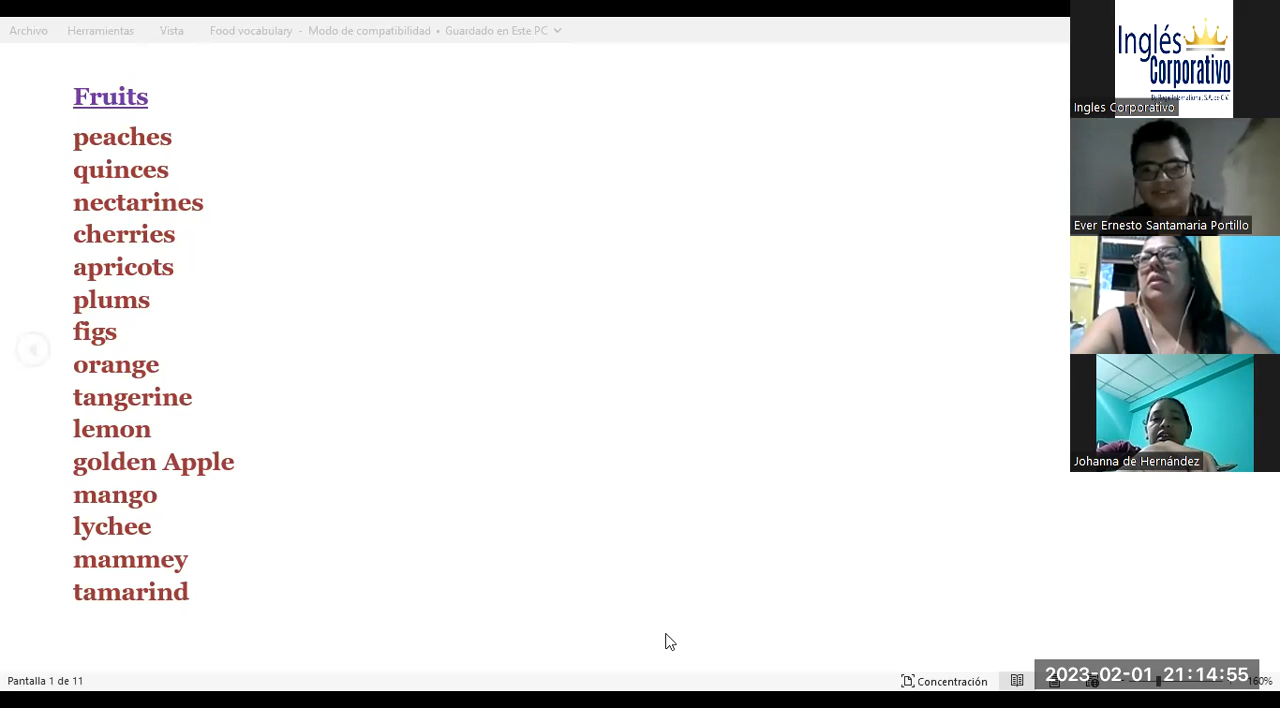 Archivo Herramientas Vista Food vocabulary - Modo de compatibilidad • Guardado en Este PC
Fruits
peaches
quinces
nectarines
cherries
apricots
plums
figs
orange
tangerine
lemon
golden Apple
mango
lychee
mammey
tamarind
Pantalla 1 de 11
Concentración
160%
Inglés
Corporativo
Ingles Corporativo
Ever Ernesto Santamaria Portillo
Johanna de Hernández
2023-02-01 21:14:55